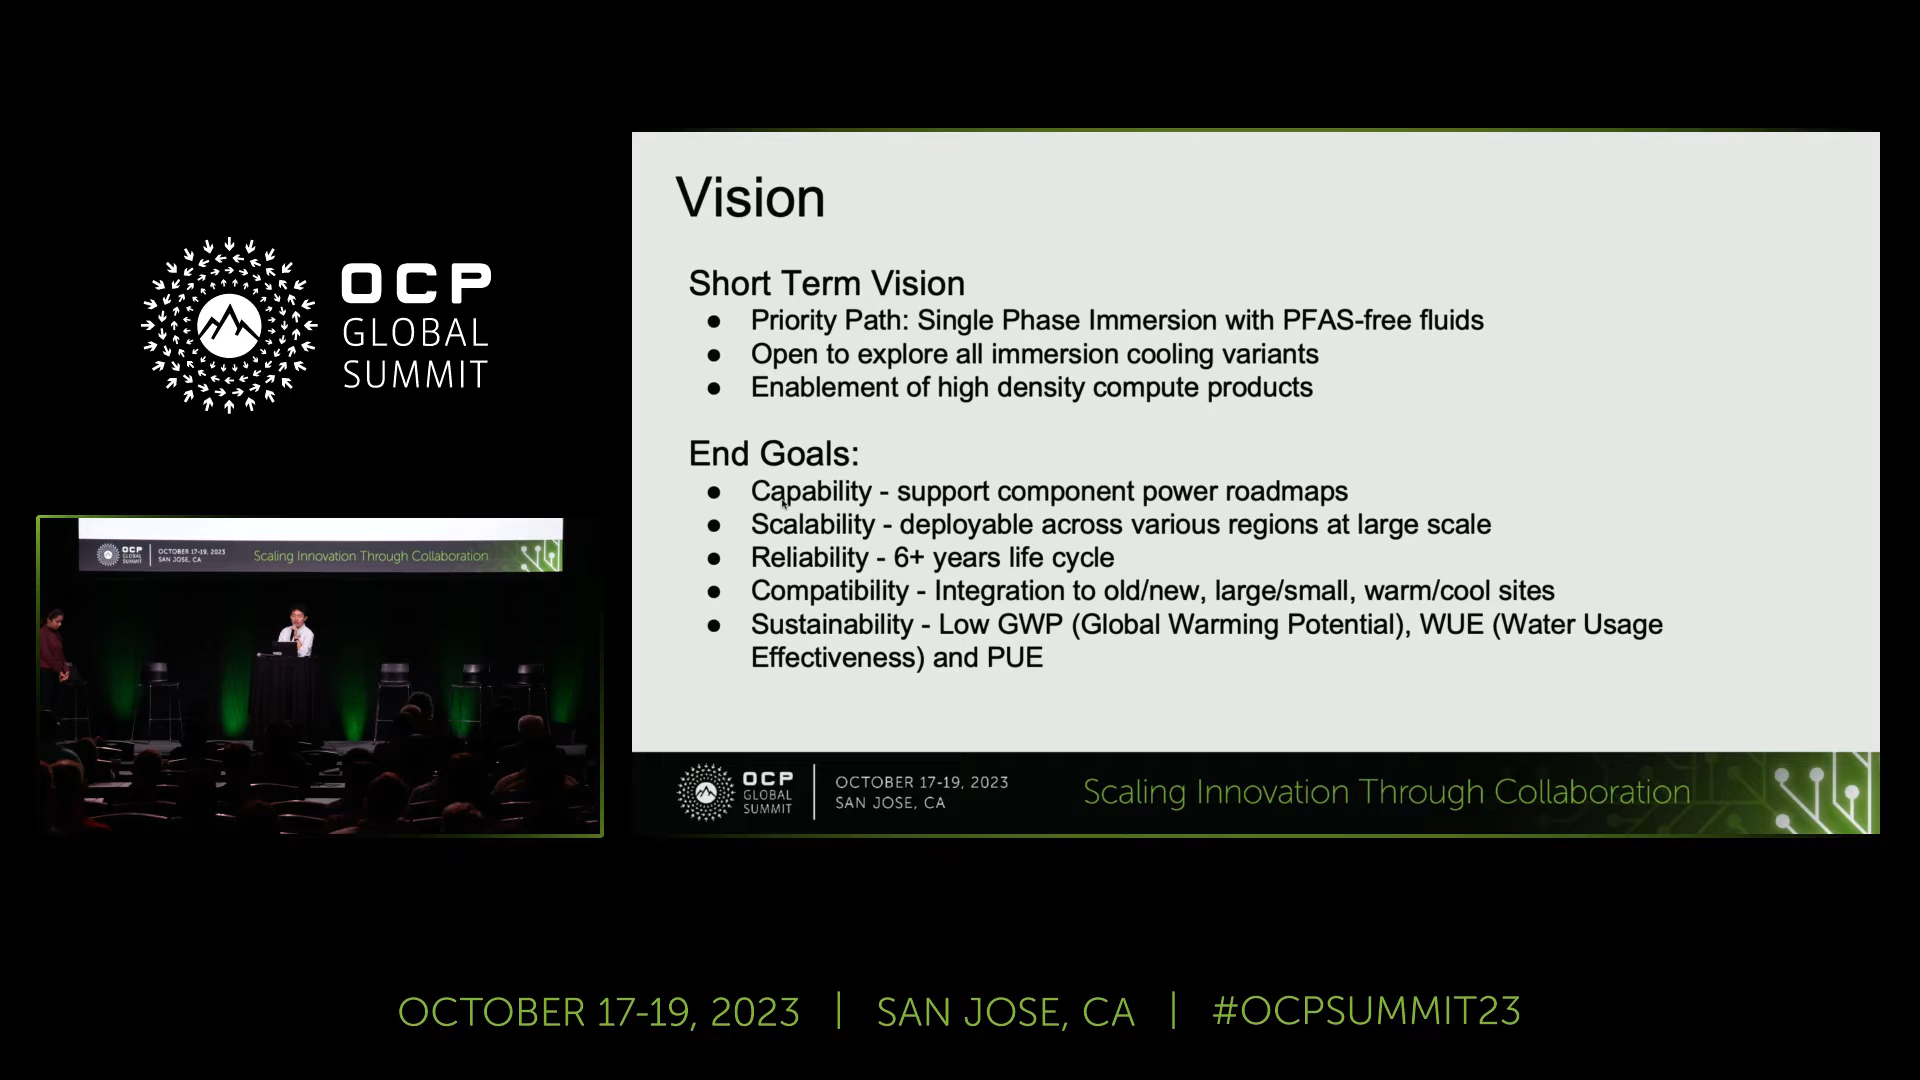 OCP
GLOBAL
SUMMIT
OCP
GLOBAL
SUMMIT
OCTOBER 17-19, 2023
SAN JOSE, CA
Scaling Innovation Through Collaboration
Vision
Short Term Vision
● Priority Path: Single Phase Immersion with PFAS-free fluids
● Open to explore all immersion cooling variants
● Enablement of high density compute products
End Goals:
● Capability - support component power roadmaps
● Scalability - deployable across various regions at large scale
● Reliability - 6+ years life cycle
● Compatibility - Integration to old/new, large/small, warm/cool sites
● Sustainability - Low GWP (Global Warming Potential), WUE (Water Usage
Effectiveness) and PUE
OCP
GLOBAL
SUMMIT
OCTOBER 17-19, 2023
SAN JOSE, CA
Scaling Innovation Through Collaboration
OCTOBER 17-19, 2023 | SAN JOSE, CA | #OCPSUMMIT23